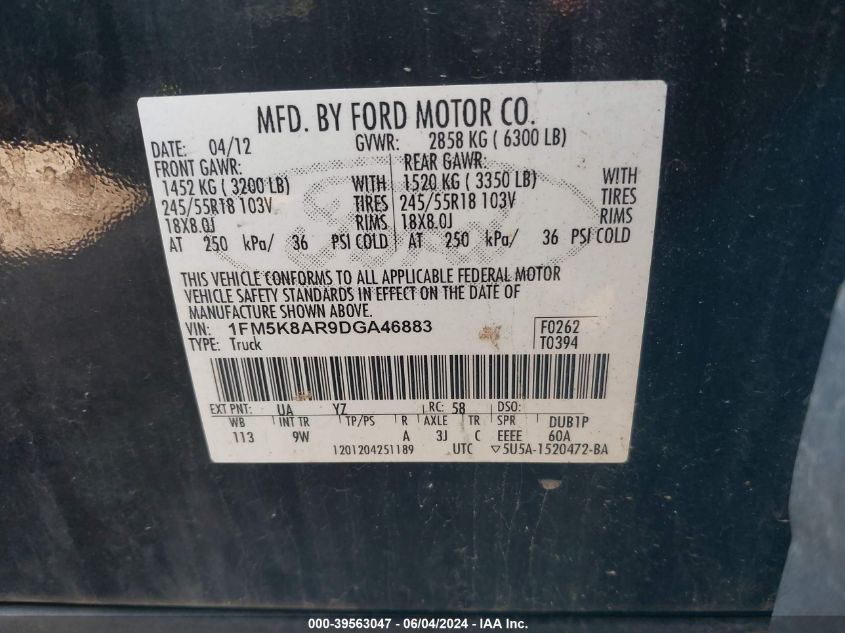 MFD. BY FORD MOTOR CO.
DATE: 04/12 GVWR: 2858 KG ( 6300 LB)
FRONT GAWR: REAR GAWR:
1452 KG ( 3200 LB) WITH 1520 KG ( 3350 LB) WITH
245/55R18 103V TIRES 245/55R18 103V TIRES
18X8.0J RIMS 18X8.0J RIMS
AT 250 kPa/ 36 PSI COLD AT 250 kPa/ 36 PSI COLD
THIS VEHICLE CONFORMS TO ALL APPLICABLE FEDERAL MOTOR
VEHICLE SAFETY STANDARDS IN EFFECT ON THE DATE OF
MANUFACTURE SHOWN ABOVE.
VIN: 1FM5K8AR9DGA46883 F0262
TYPE: Truck T0394
EXT PNT: UA YZ RC: 58 DSO:
WB INT TR TP/PS R AXLE TR SPR DUB1P
113 9W A 3J C EEEE 60A
1201204251189 UTC ▽5U5A-1520472-BA
000-39563047 - 06/04/2024 - IAA Inc.